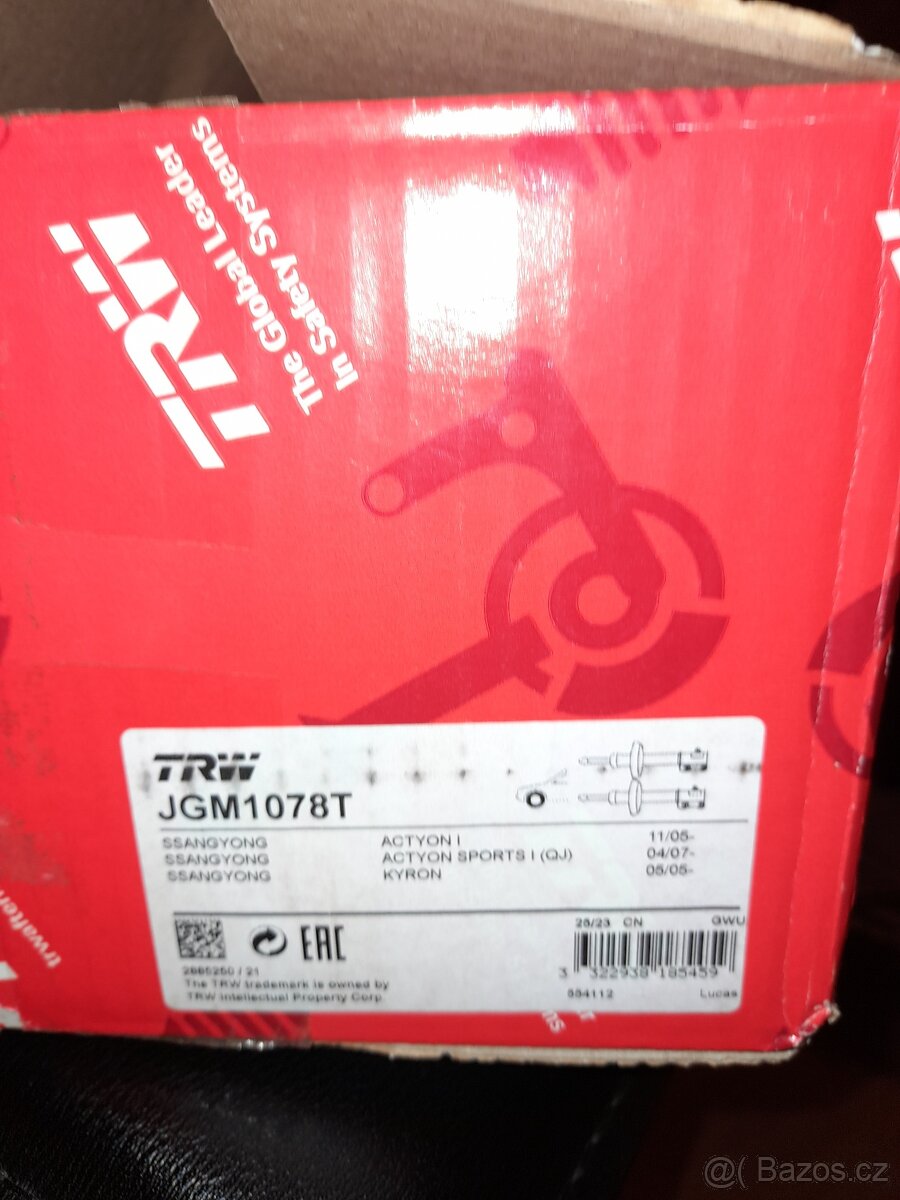 TRW
The Global Leader
In Safety Systems
TRW
JGM1078T
SSANGYONG ACTYON I 11/05-
SSANGYONG ACTYON SPORTS I (QJ) 04/07-
SSANGYONG KYRON 05/05-
25/23 CN GWU
EAC
3 322938 185459
2885250 / 21
The TRW trademark is owned by
TRW Intellectual Property Corp.
554112 Lucas
@( Bazos.cz